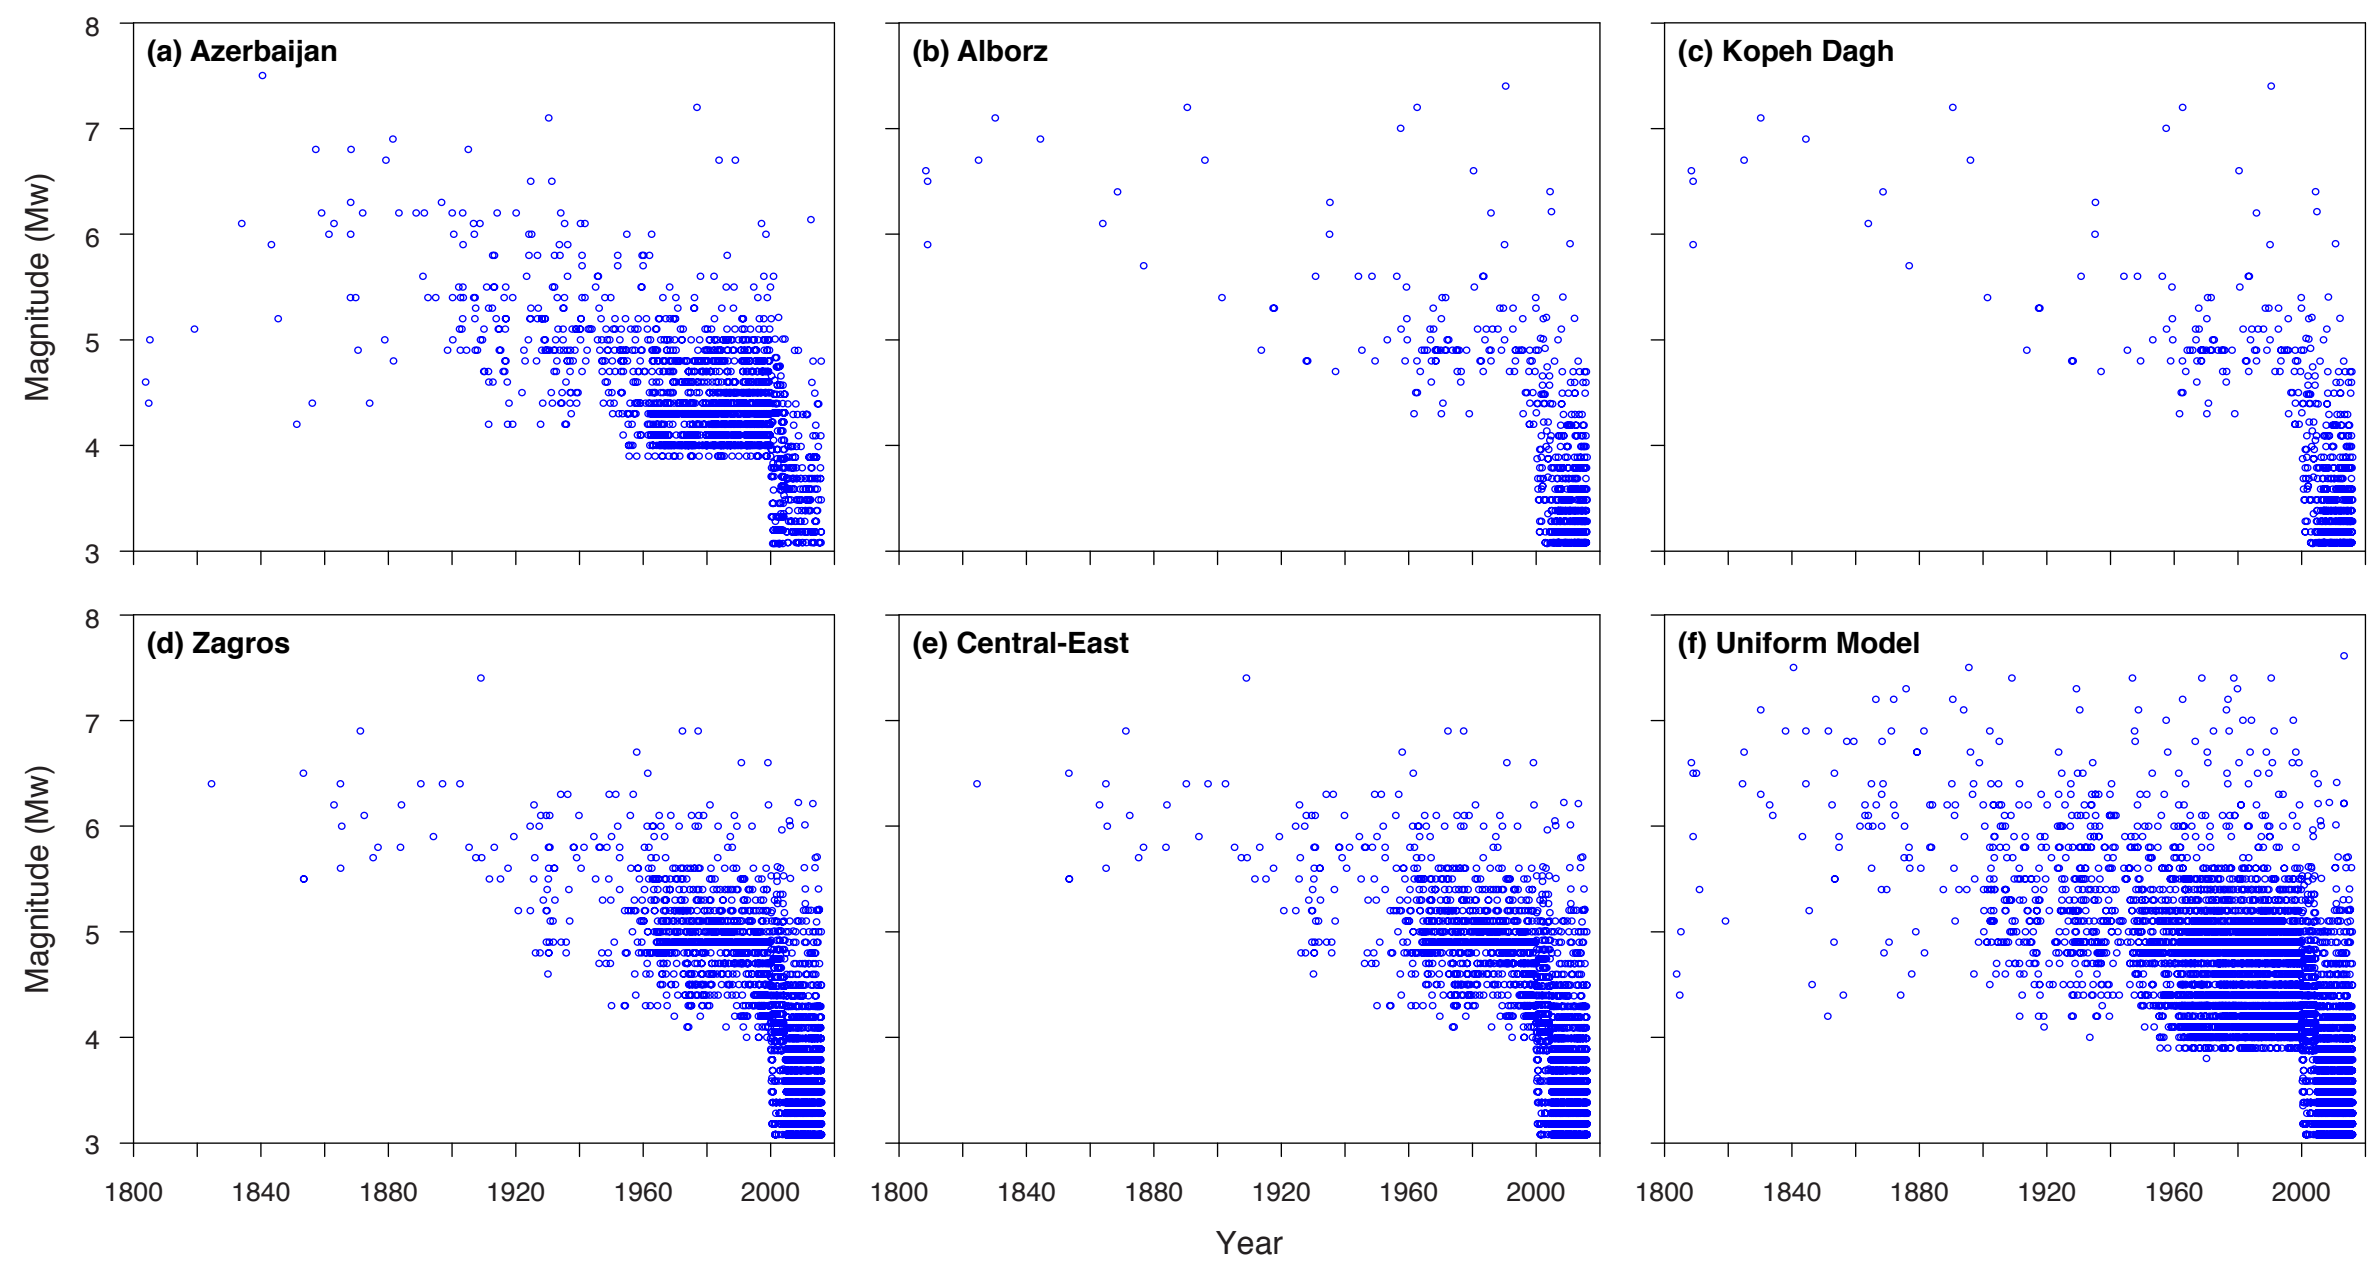 (a) Azerbaijan (b) Alborz (c) Kopeh Dagh
8
7
6
5
4
3
Magnitude (Mw)
(d) Zagros (e) Central-East (f) Uniform Model
8
7
6
5
4
3
Magnitude (Mw)
1800 1840 1880 1920 1960 2000 1800 1840 1880 1920 1960 2000 1800 1840 1880 1920 1960 2000
Year